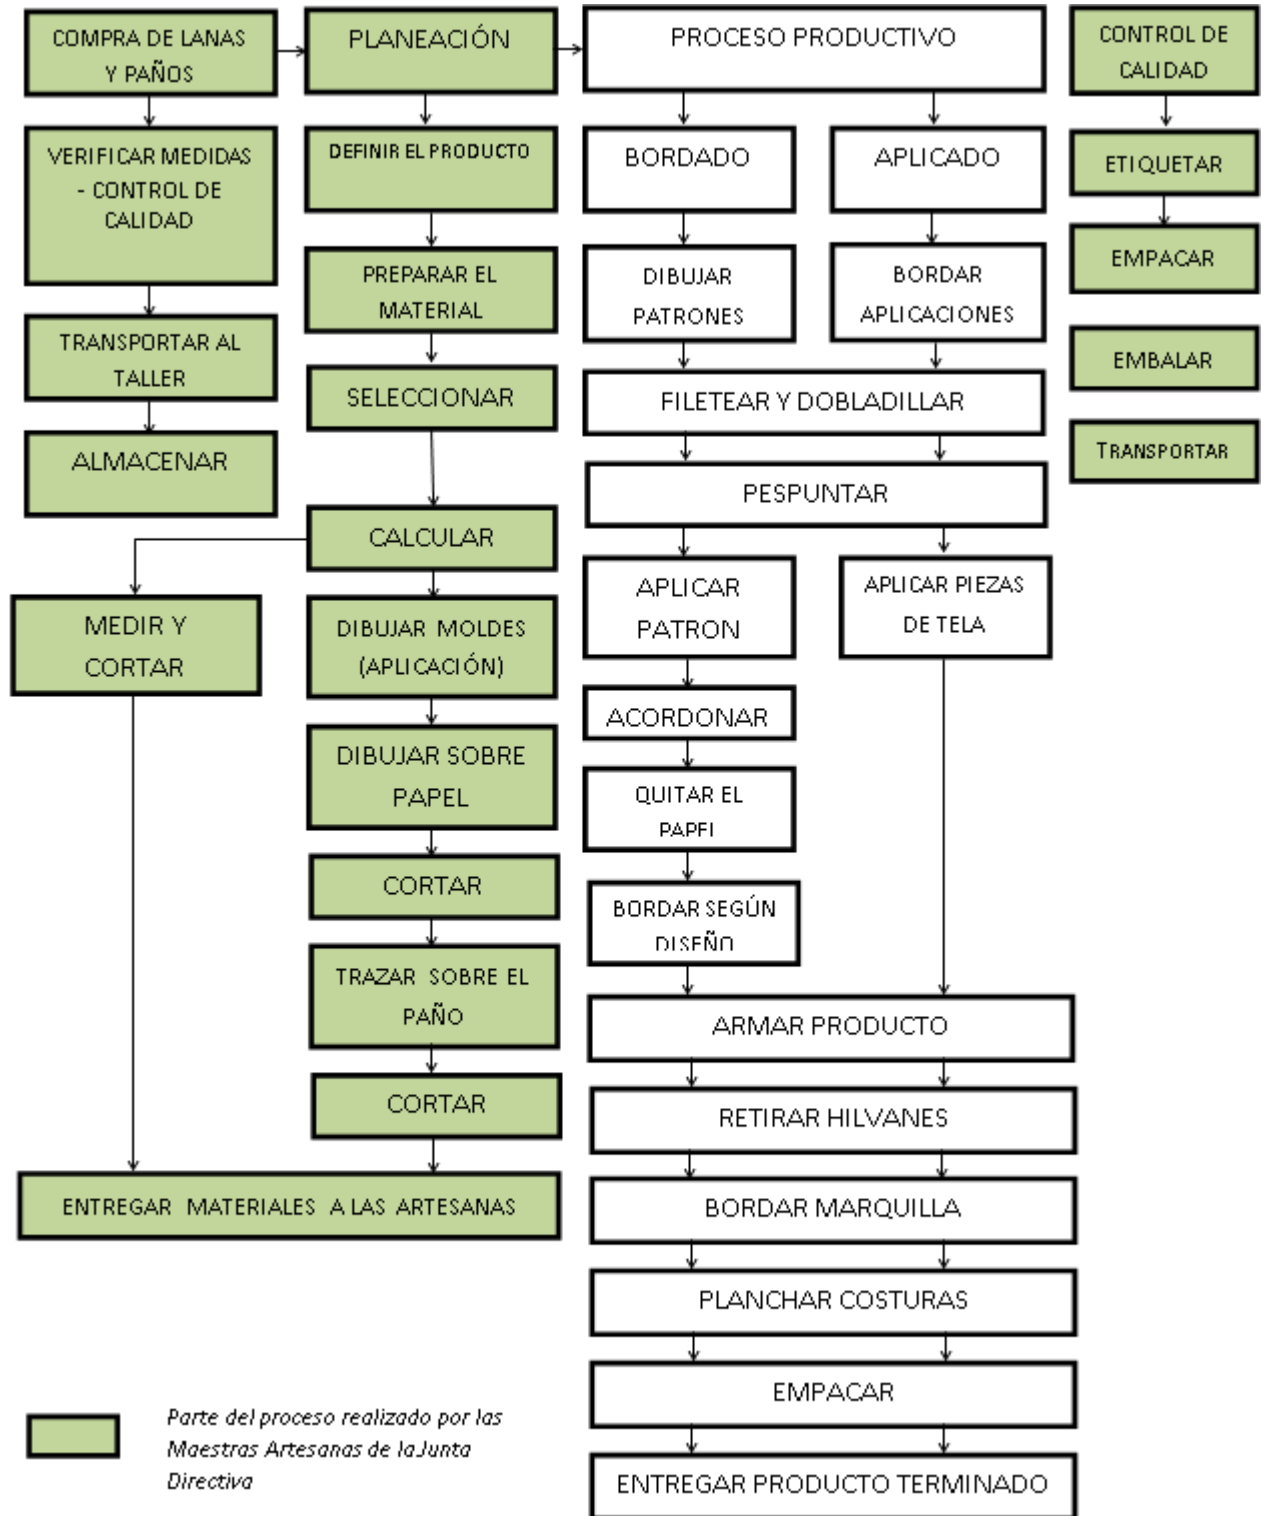 COMPRA DE LANAS
Y PAÑOS
VERIFICAR MEDIDAS
- CONTROL DE
CALIDAD
TRANSPORTAR AL
TALLER
ALMACENAR
MEDIR Y
CORTAR
PLANEACIÓN
DEFINIR EL PRODUCTO
PREPARAR EL
MATERIAL
SELECCIONAR
CALCULAR
DIBUJAR MOLDES
(APLICACIÓN)
DIBUJAR SOBRE
PAPEL
CORTAR
TRAZAR SOBRE EL
PAÑO
CORTAR
ENTREGAR MATERIALES A LAS ARTESANAS
PROCESO PRODUCTIVO
BORDADO
APLICADO
DIBUJAR
PATRONES
BORDAR
APLICACIONES
FILETEAR Y DOBLADILLAR
PESPUNTAR
APLICAR
PATRON
APLICAR PIEZAS
DE TELA
ACORDONAR
QUITAR EL
PAPEL
BORDAR SEGÚN
DISEÑO
ARMAR PRODUCTO
RETIRAR HILVANES
BORDAR MARQUILLA
PLANCHAR COSTURAS
EMPACAR
ENTREGAR PRODUCTO TERMINADO
CONTROL DE
CALIDAD
ETIQUETAR
EMPACAR
EMBALAR
TRANSPORTAR
Parte del proceso realizado por las
Maestras Artesanas de la Junta
Directiva